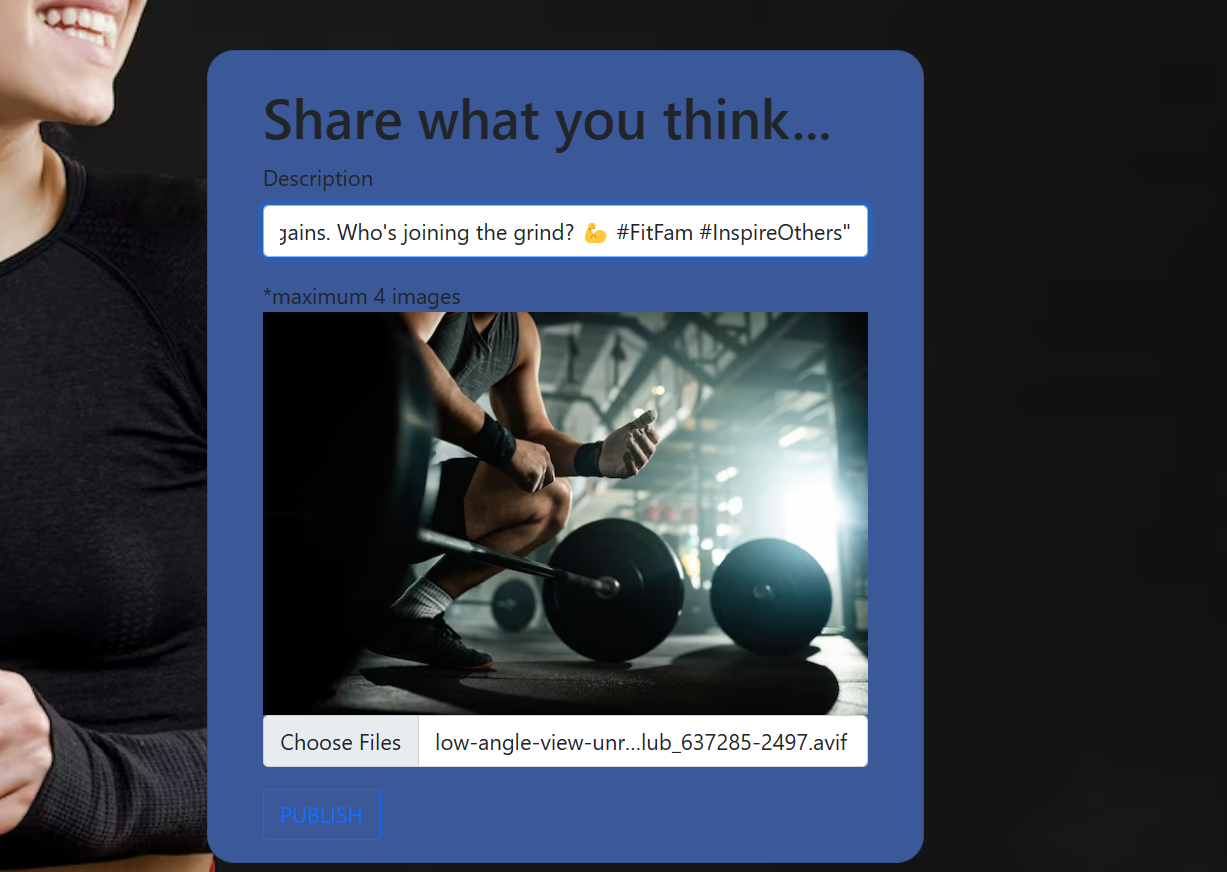 Share what you think...
Description
gains. Who's joining the grind? 💪 #FitFam #InspireOthers"
*maximum 4 images
Choose Files low-angle-view-unr...lub_637285-2497.avif
PUBLISH